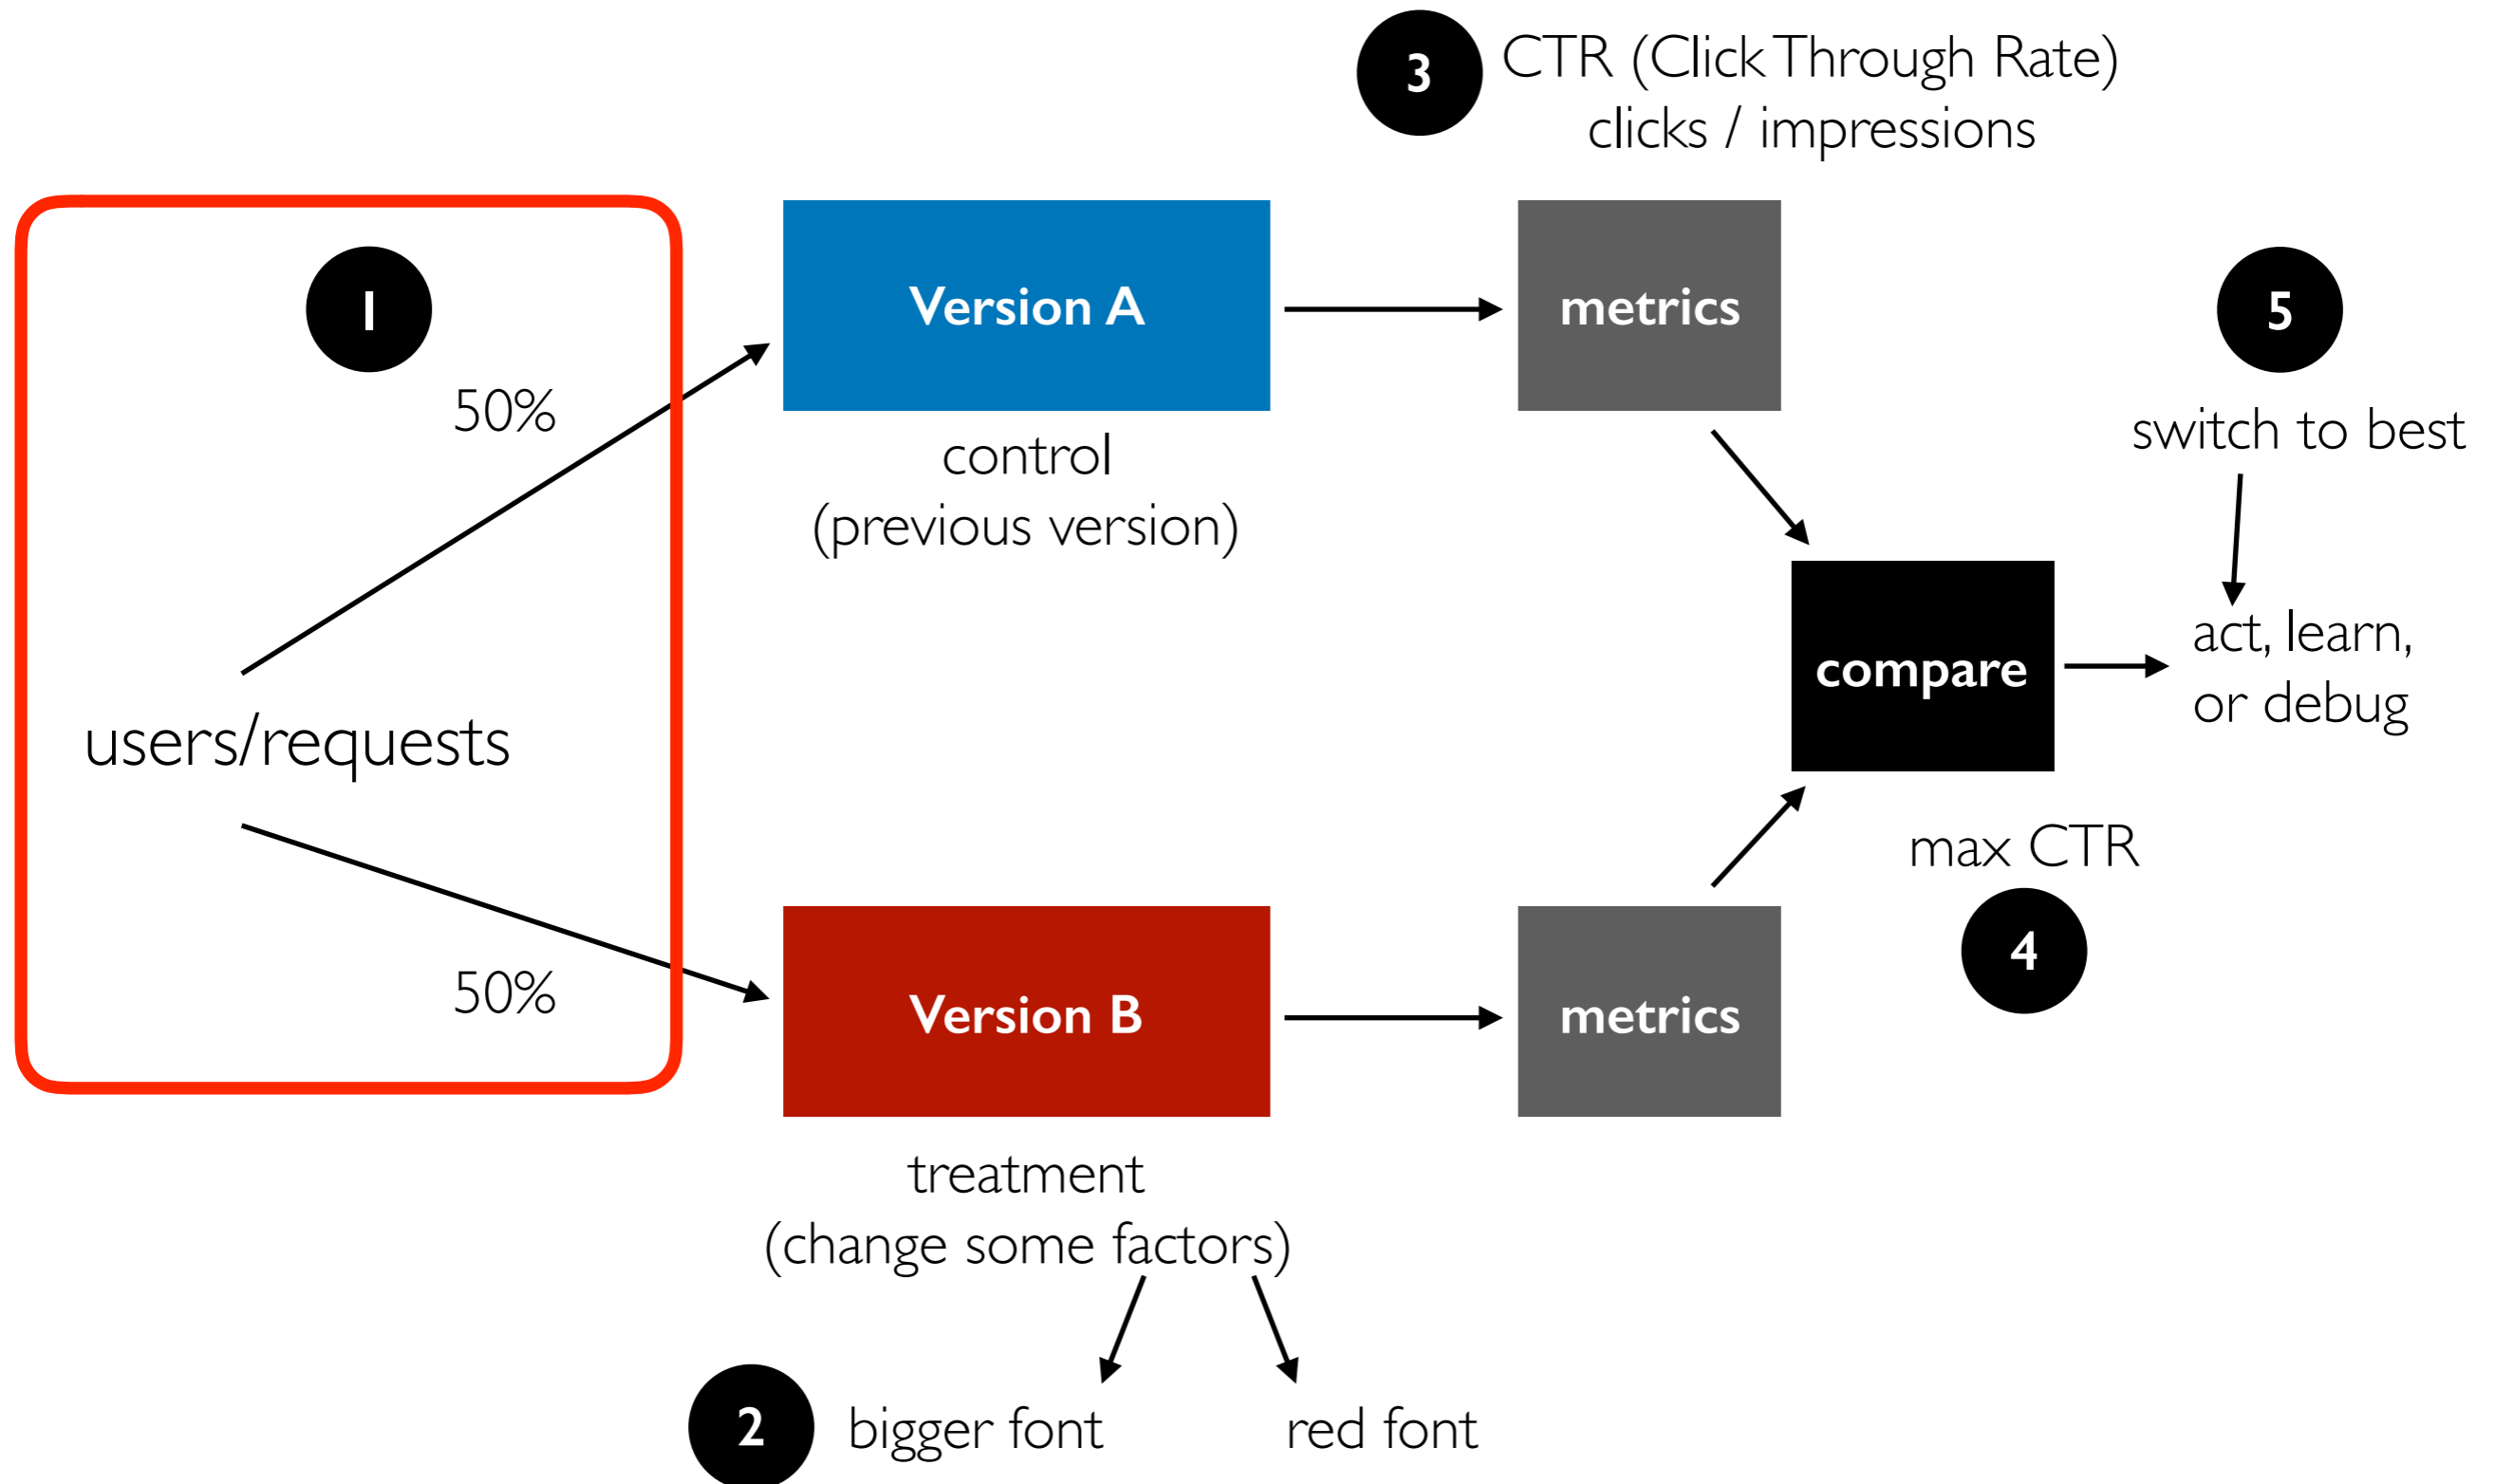 3
CTR (Click Through Rate)
clicks / impressions
1
50%
users/requests
50%
Version A
control
(previous version)
metrics
5
switch to best
compare
act, learn,
or debug
max CTR
4
Version B
metrics
treatment
(change some factors)
2
bigger font
red font